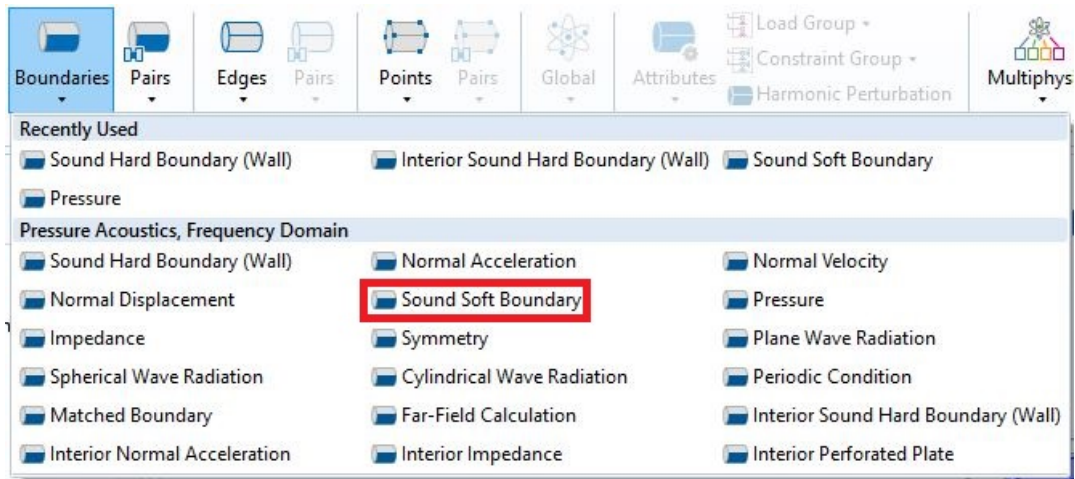 Load Group
Constraint Group
Harmonic Perturbation
Boundaries Pairs Edges Pairs Points Pairs Global Attributes Multiphys
Recently Used
Sound Hard Boundary (Wall) Interior Sound Hard Boundary (Wall) Sound Soft Boundary
Pressure
Pressure Acoustics, Frequency Domain
Sound Hard Boundary (Wall) Normal Acceleration Normal Velocity
Normal Displacement Sound Soft Boundary Pressure
Impedance Symmetry Plane Wave Radiation
Spherical Wave Radiation Cylindrical Wave Radiation Periodic Condition
Matched Boundary Far-Field Calculation Interior Sound Hard Boundary (Wall)
Interior Normal Acceleration Interior Impedance Interior Perforated Plate